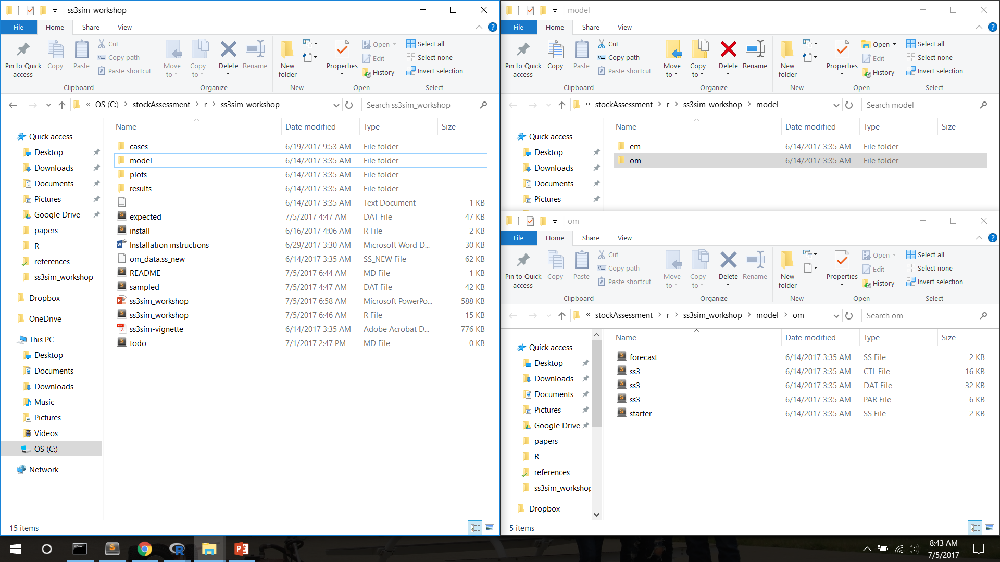 ss3sim_workshop
File Home Share View
Pin to Quick access
Copy
Paste
Cut
Copy path
Paste shortcut
Clipboard
Move to
Copy to
Delete
Rename
Organize
New folder
New
Properties
Open
Edit
History
Open
Select all
Select none
Invert selection
Select
« OS (C:) > stockAssessment > r > ss3sim_workshop
Search ss3sim_workshop
Quick access
Desktop
Downloads
Documents
Pictures
Google Drive
papers
R
references
ss3sim_workshop
Dropbox
OneDrive
This PC
Desktop
Documents
Downloads
Music
Pictures
Videos
OS (C:)
Network
Name Date modified Type Size
cases 6/19/2017 9:53 AM File folder
model 6/14/2017 3:35 AM File folder
plots 6/14/2017 3:35 AM File folder
results 6/14/2017 3:35 AM File folder
6/14/2017 3:35 AM Text Document 1 KB
expected 7/5/2017 4:47 AM DAT File 47 KB
install 6/16/2017 4:06 AM R File 2 KB
Installation instructions 6/29/2017 3:30 AM Microsoft Word D... 30 KB
om_data.ss_new 6/14/2017 3:35 AM SS_NEW File 62 KB
README 7/5/2017 6:44 AM MD File 1 KB
sampled 7/5/2017 4:47 AM DAT File 42 KB
ss3sim_workshop 7/5/2017 6:58 AM Microsoft PowerPo... 588 KB
ss3sim_workshop 7/5/2017 6:46 AM R File 15 KB
ss3sim-vignette 6/14/2017 3:35 AM Adobe Acrobat D... 776 KB
todo 7/1/2017 2:47 PM MD File 0 KB
15 items
model
File Home Share View
Pin to Quick access
Copy
Paste
Cut
Copy path
Paste shortcut
Clipboard
Move to
Copy to
Delete
Rename
Organize
New folder
New
Properties
Open
Edit
History
Open
Select all
Select none
Invert selection
Select
« stockAssessment > r > ss3sim_workshop > model
Search model
Quick access
Desktop
Downloads
Documents
Pictures
Name Date modified Type Size
em 6/14/2017 3:35 AM File folder
om 6/14/2017 3:35 AM File folder
om
File Home Share View
Pin to Quick access
Copy
Paste
Cut
Copy path
Paste shortcut
Clipboard
Move to
Copy to
Delete
Rename
Organize
New folder
New
Properties
Open
Edit
History
Open
Select all
Select none
Invert selection
Select
« stockAssessment > r > ss3sim_workshop > model > om
Search om
Quick access
Desktop
Downloads
Documents
Pictures
Google Drive
papers
R
references
ss3sim_workshop
Dropbox
Name Date modified Type Size
forecast 6/14/2017 3:35 AM SS File 2 KB
ss3 6/14/2017 3:35 AM CTL File 16 KB
ss3 6/14/2017 3:35 AM DAT File 32 KB
ss3 6/14/2017 3:35 AM PAR File 6 KB
starter 6/14/2017 3:35 AM SS File 2 KB
5 items
8:43 AM
7/5/2017